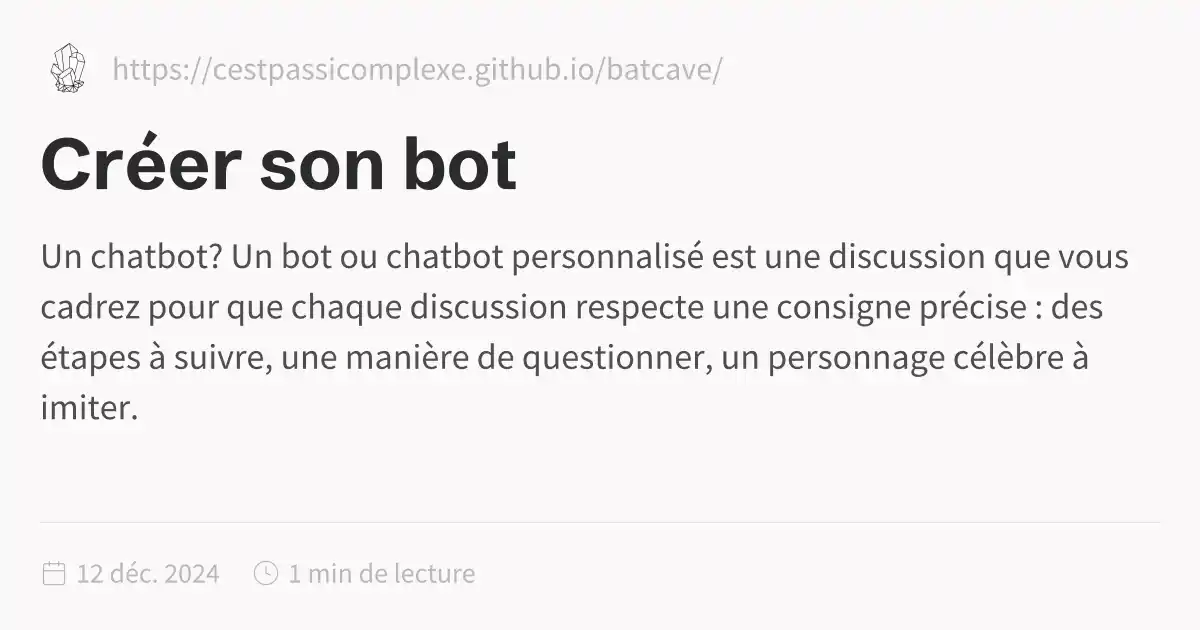 https://cestpassicomplexe.github.io/batcave/
Créer son bot
Un chatbot? Un bot ou chatbot personnalisé est une discussion que vous
cadrez pour que chaque discussion respecte une consigne précise : des
étapes à suivre, une manière de questionner, un personnage célèbre à
imiter.
12 déc. 2024 1 min de lecture